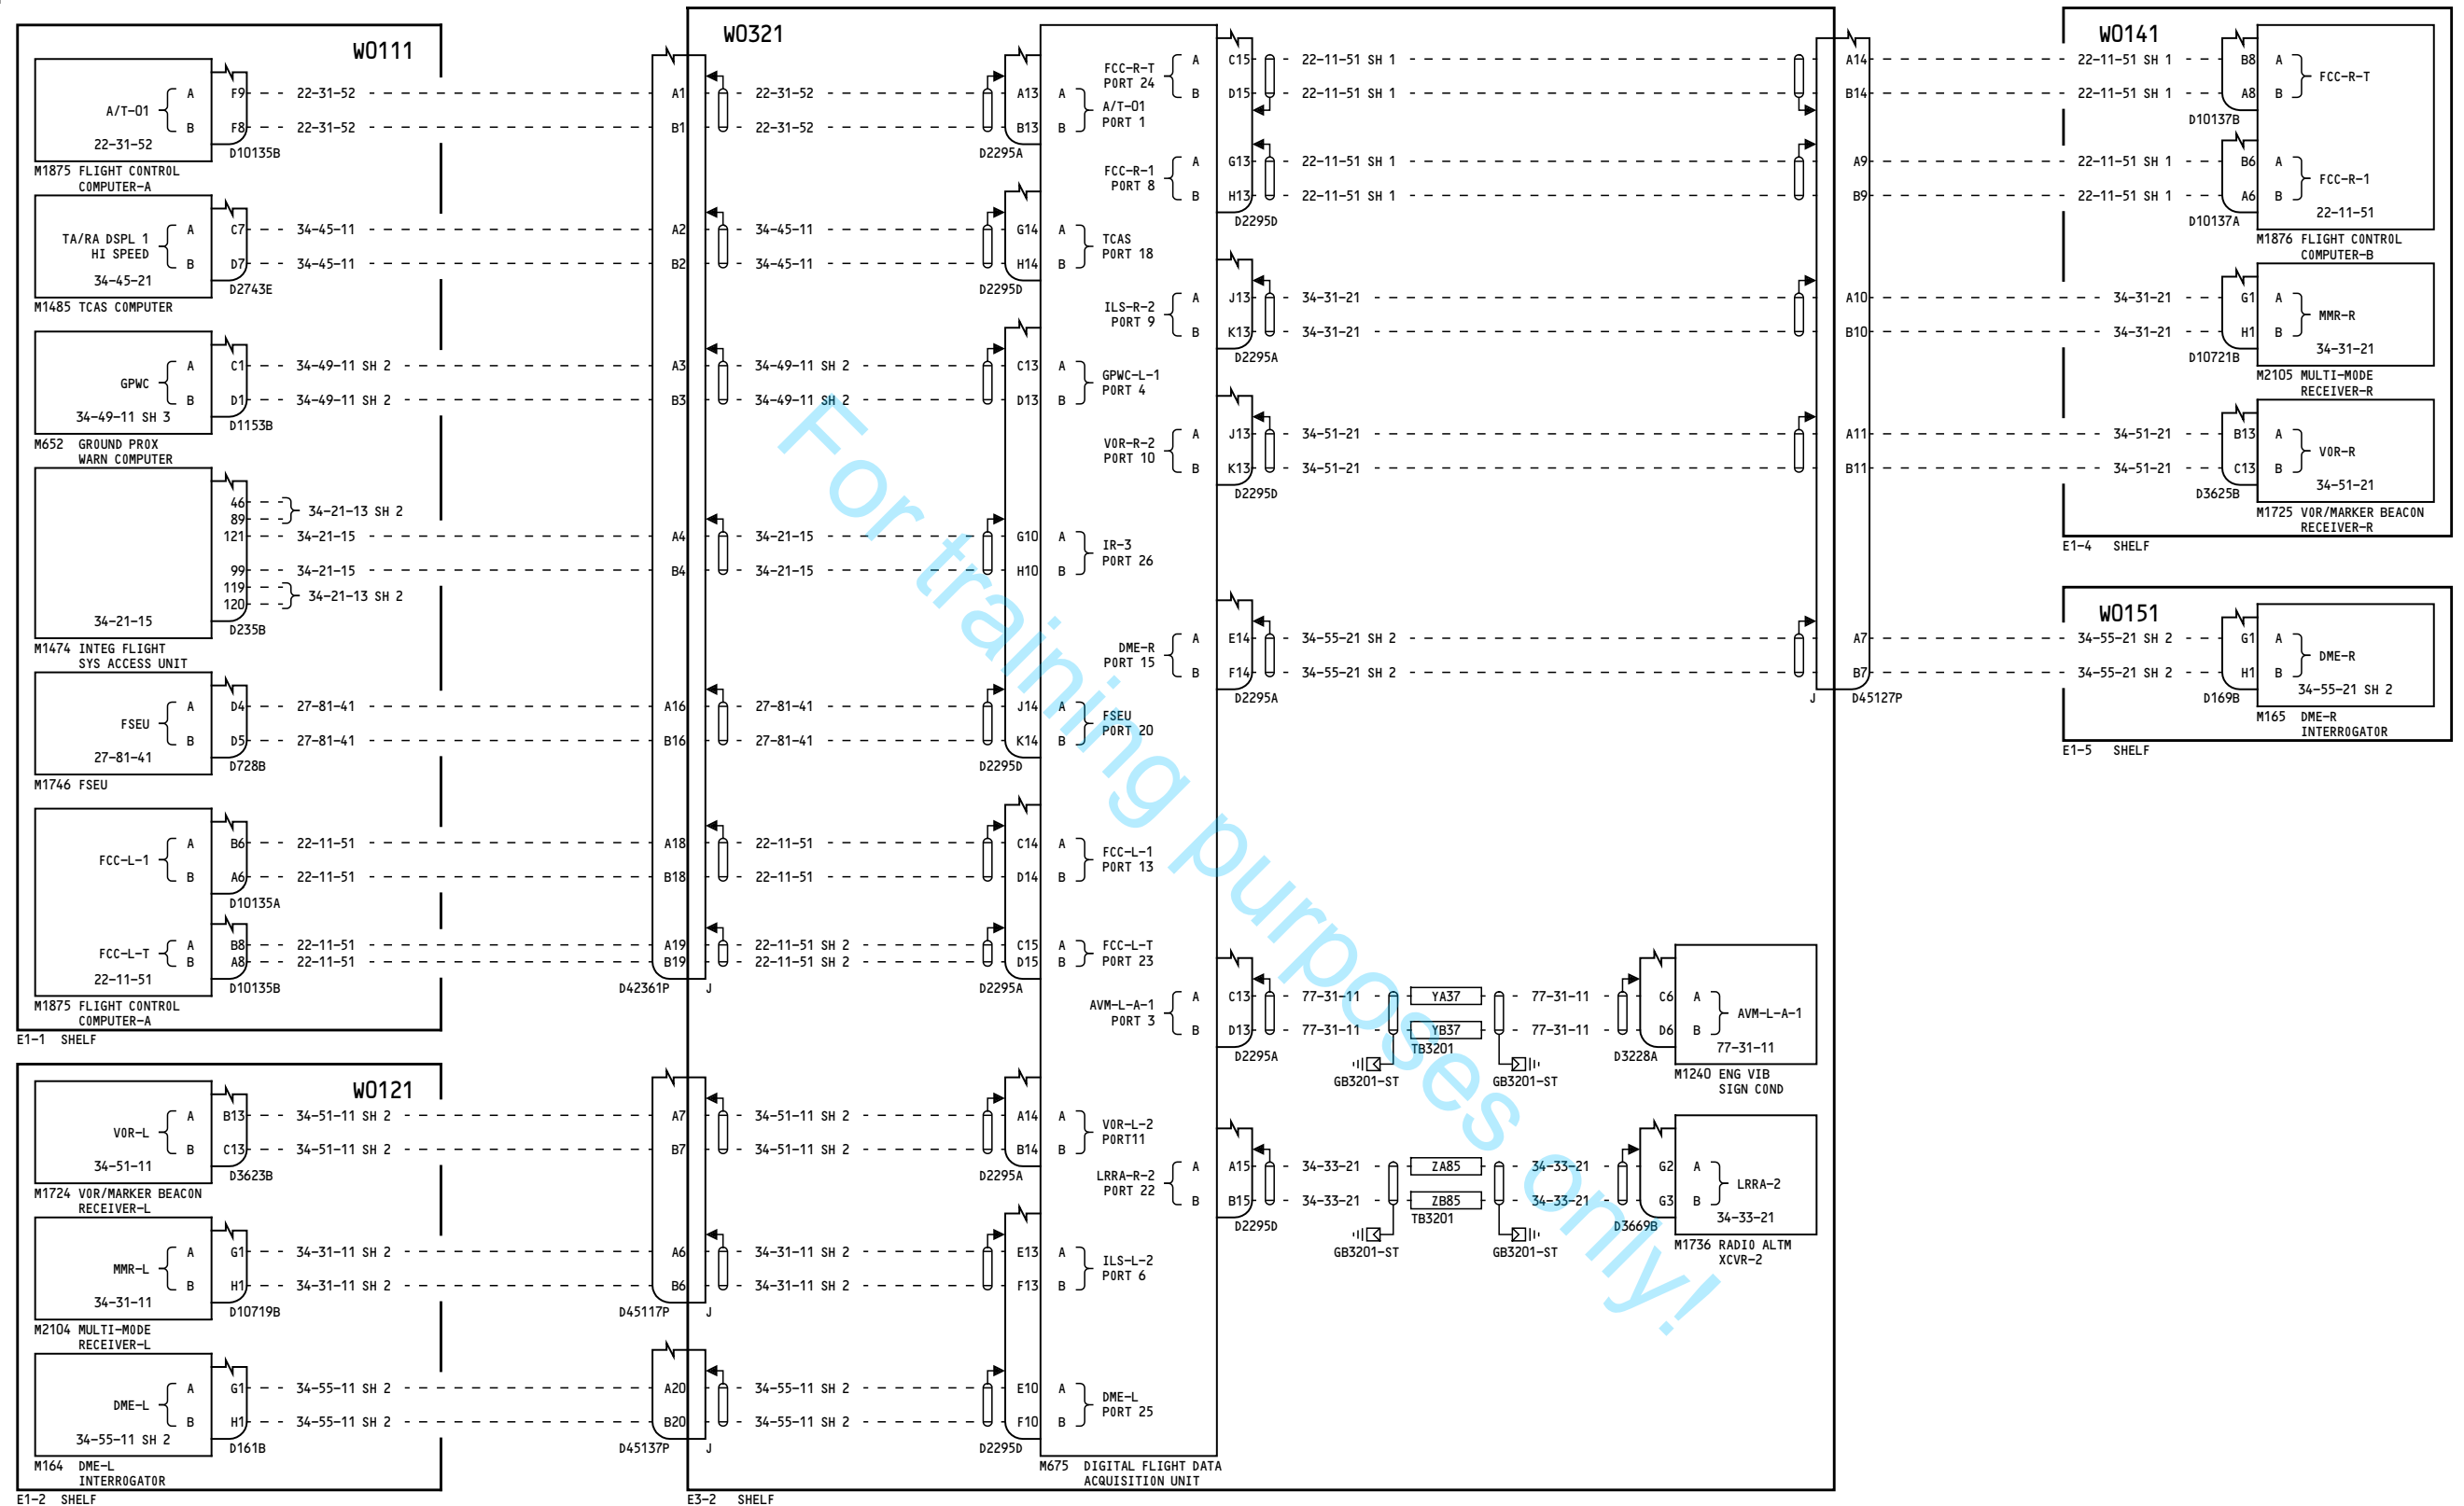 W0111
A
F9
22-31-52
A/T-01
B
F8
22-31-52
22-31-52
D10135B
M1875 FLIGHT CONTROL
COMPUTER-A
TA/RA DSPL 1
HI SPEED
A
C7
34-45-11
B
D7
34-45-11
34-45-21
D2743E
M1485 TCAS COMPUTER
GPWC
A
C1
34-49-11 SH 2
B
D1
34-49-11 SH 2
34-49-11 SH 3
D1153B
M652 GROUND PROX
WARN COMPUTER
46
89
34-21-13 SH 2
121
34-21-15
99
34-21-15
119
120
34-21-13 SH 2
34-21-15
D235B
M1474 INTEG FLIGHT
SYS ACCESS UNIT
FSEU
A
D4
27-81-41
B
D5
27-81-41
27-81-41
D728B
M1746 FSEU
FCC-L-1
A
B6
22-11-51
B
A6
22-11-51
D10135A
FCC-L-T
A
B8
22-11-51
B
A8
22-11-51
22-11-51
D10135B
M1875 FLIGHT CONTROL
COMPUTER-A
E1-1 SHELF
W0121
VOR-L
A
B13
34-51-11 SH 2
B
C13
34-51-11 SH 2
34-51-11
D3623B
M1724 VOR/MARKER BEACON
RECEIVER-L
MMR-L
A
G1
34-31-11 SH 2
B
H1
34-31-11 SH 2
34-31-11
D10719B
M2104 MULTI-MODE
RECEIVER-L
DME-L
A
G1
34-55-11 SH 2
B
H1
34-55-11 SH 2
34-55-11 SH 2
D161B
M164 DME-L
INTERROGATOR
E1-2 SHELF
W0321
A1
22-31-52
A13
A
B1
22-31-52
B13
B
A/T-01
PORT 1
D2295A
A2
34-45-11
G14
A
B2
34-45-11
H14
B
TCAS
PORT 18
D2295D
A3
34-49-11 SH 2
C13
A
B3
34-49-11 SH 2
D13
B
GPWC-L-1
PORT 4
A4
34-21-15
G10
A
B4
34-21-15
H10
B
IR-3
PORT 26
A16
27-81-41
J14
A
B16
27-81-41
K14
B
FSEU
PORT 20
D2295D
A18
22-11-51
C14
A
B18
22-11-51
D14
B
FCC-L-1
PORT 13
A19
22-11-51 SH 2
C15
A
B19
22-11-51 SH 2
D15
B
FCC-L-T
PORT 23
D42361P
J
D2295A
A7
34-51-11 SH 2
A14
A
B7
34-51-11 SH 2
B14
B
VOR-L-2
PORT11
D2295A
A6
34-31-11 SH 2
E13
A
B6
34-31-11 SH 2
F13
B
ILS-L-2
PORT 6
D45117P
J
A20
34-55-11 SH 2
E10
A
B20
34-55-11 SH 2
F10
B
DME-L
PORT 25
D45137P
J
D2295D
M675 DIGITAL FLIGHT DATA
ACQUISITION UNIT
E3-2 SHELF
FCC-R-T
PORT 24
A
C15
22-11-51 SH 1
A14
B
D15
22-11-51 SH 1
B14
FCC-R-1
PORT 8
A
G13
22-11-51 SH 1
A9
B
H13
22-11-51 SH 1
B9
D2295D
ILS-R-2
PORT 9
A
J13
34-31-21
A10
B
K13
34-31-21
B10
D2295A
VOR-R-2
PORT 10
A
J13
34-51-21
A11
B
K13
34-51-21
B11
D2295D
DME-R
PORT 15
A
E14
34-55-21 SH 2
A7
B
F14
34-55-21 SH 2
B7
D2295A
J
D45127P
AVM-L-A-1
PORT 3
A
C13
77-31-11
YA37
77-31-11
C6
A
B
D13
77-31-11
YB37
77-31-11
D6
B
AVM-L-A-1
77-31-11
D2295A
TB3201
D3228A
GB3201-ST
GB3201-ST
M1240 ENG VIB
SIGN COND
LRRA-R-2
PORT 22
A
A15
34-33-21
ZA85
34-33-21
G2
A
B
B15
34-33-21
ZB85
34-33-21
G3
B
LRRA-2
34-33-21
D2295D
TB3201
D3669B
GB3201-ST
GB3201-ST
M1736 RADIO ALTM
XCVR-2
W0141
22-11-51 SH 1
B8
A
22-11-51 SH 1
A8
B
FCC-R-T
D10137B
22-11-51 SH 1
B6
A
22-11-51 SH 1
A6
B
FCC-R-1
22-11-51
D10137A
M1876 FLIGHT CONTROL
COMPUTER-B
34-31-21
G1
A
34-31-21
H1
B
MMR-R
34-31-21
D10721B
M2105 MULTI-MODE
RECEIVER-R
34-51-21
B13
A
34-51-21
C13
B
VOR-R
34-51-21
D3625B
M1725 VOR/MARKER BEACON
RECEIVER-R
E1-4 SHELF
W0151
34-55-21 SH 2
G1
A
34-55-21 SH 2
H1
B
DME-R
34-55-21 SH 2
D169B
M165 DME-R
INTERROGATOR
E1-5 SHELF
For training purposes only!